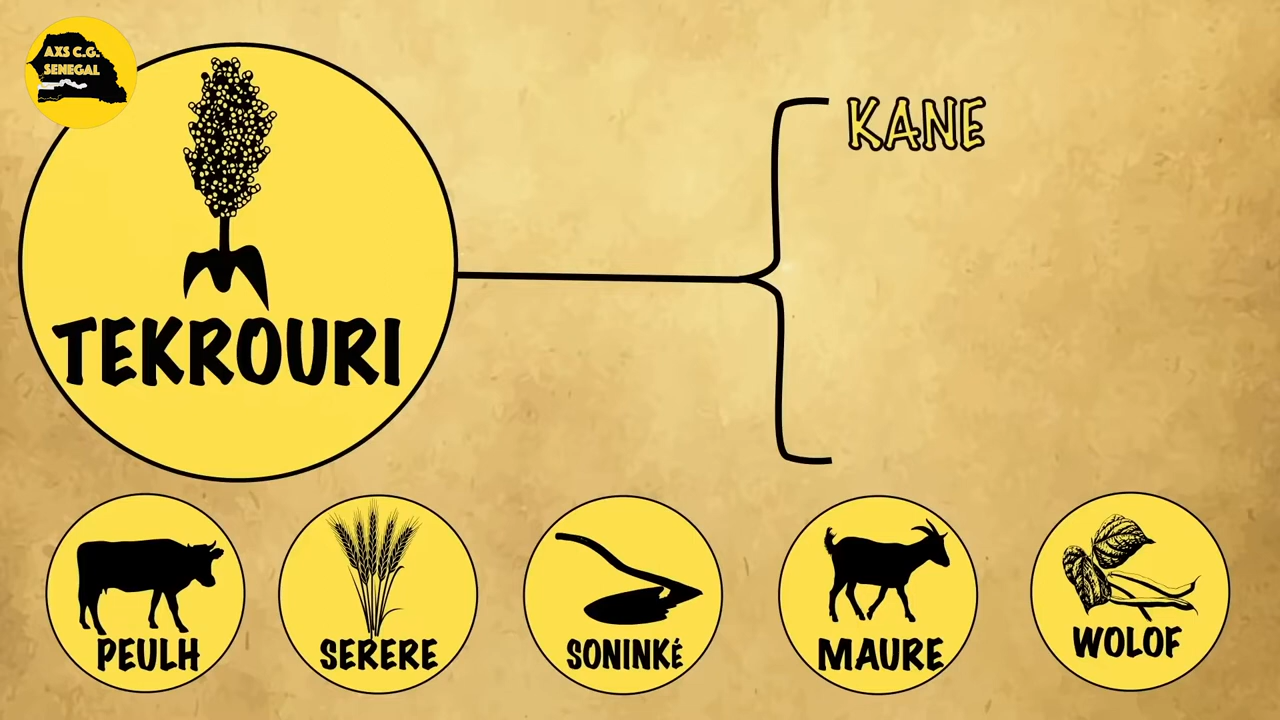 AXS C.G.
SENEGAL
KANE
TEKROURI
PEULH
SERERE
SONINKé
MAURE
WOLOF